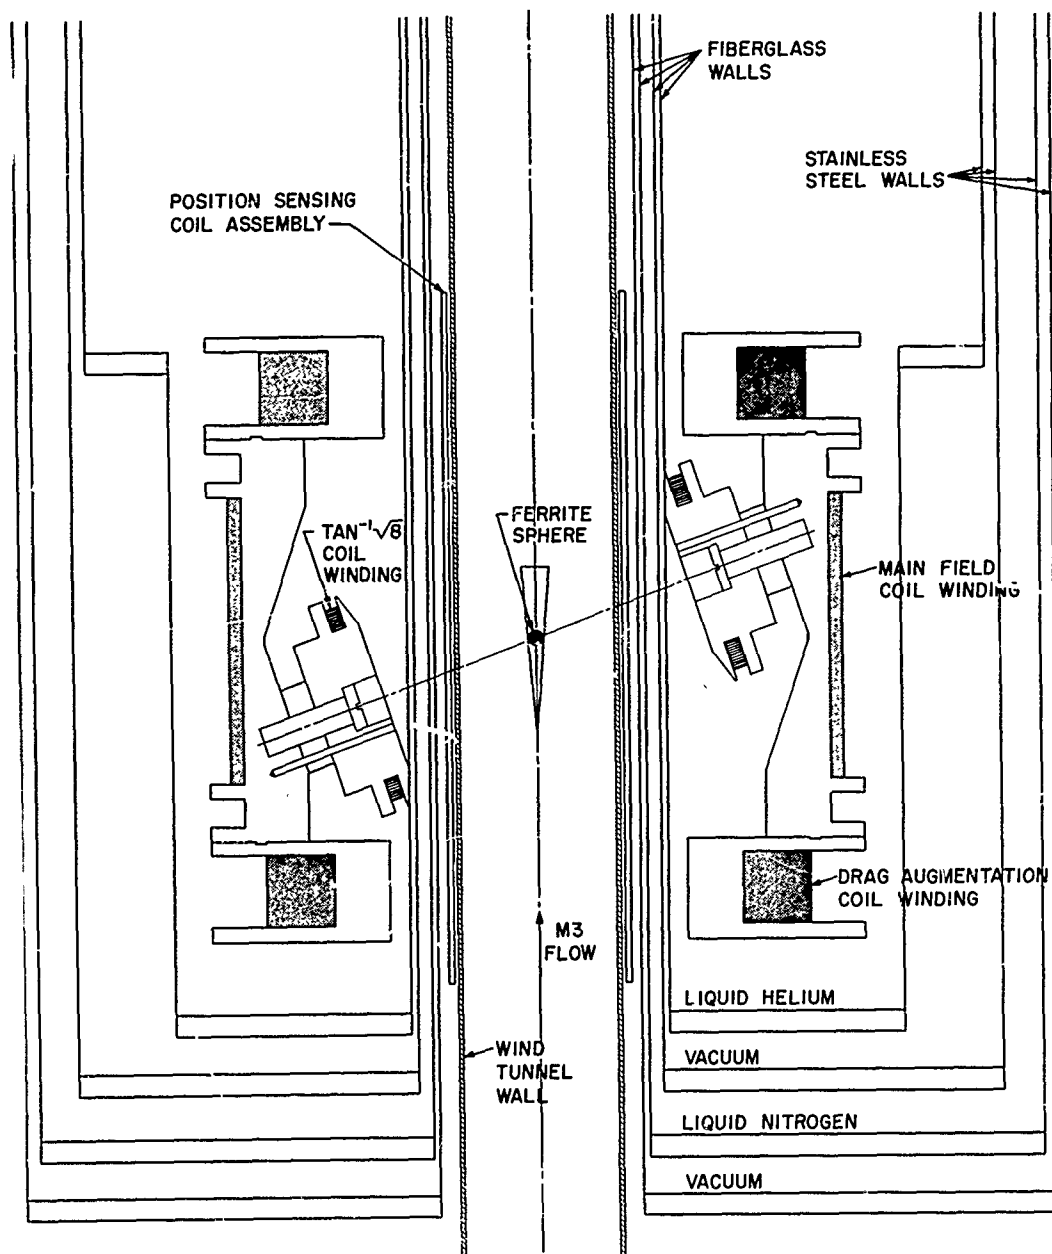 FIBERGLASS
WALLS
STAINLESS
STEEL WALLS
POSITION SENSING
COIL ASSEMBLY
FERRITE
SPHERE
TAN⁻¹√8
COIL
WINDING
MAIN FIELD
COIL WINDING
DRAG AUGMENTATION
COIL WINDING
M3
FLOW
LIQUID HELIUM
WIND
TUNNEL
WALL
VACUUM
LIQUID NITROGEN
VACUUM